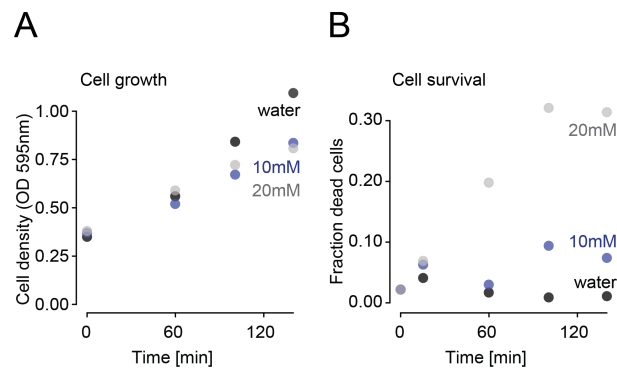 A
Cell growth
Cell density (OD 595nm)
1.00
0.75
0.50
0.25
0.00
water
10mM
20mM
0
60
120
Time [min]
B
Cell survival
Fraction dead cells
0.30
0.20
0.10
0.00
20mM
10mM
water
0
60
120
Time [min]